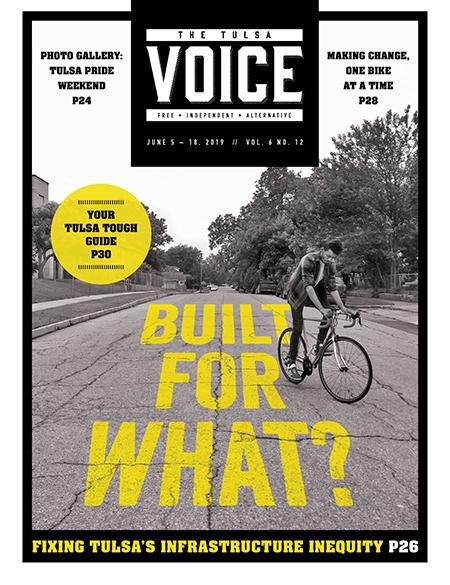 PHOTO GALLERY:
TULSA PRIDE
WEEKEND
P24
THE TULSA
VOICE
FREE • INDEPENDENT • ALTERNATIVE
JUNE 5 – 18, 2019 // VOL. 6 NO. 12
MAKING CHANGE,
ONE BIKE
AT A TIME
P28
YOUR
TULSA TOUGH
GUIDE
P30
BUILT
FOR
WHAT?
FIXING TULSA'S INFRASTRUCTURE INEQUITY P26